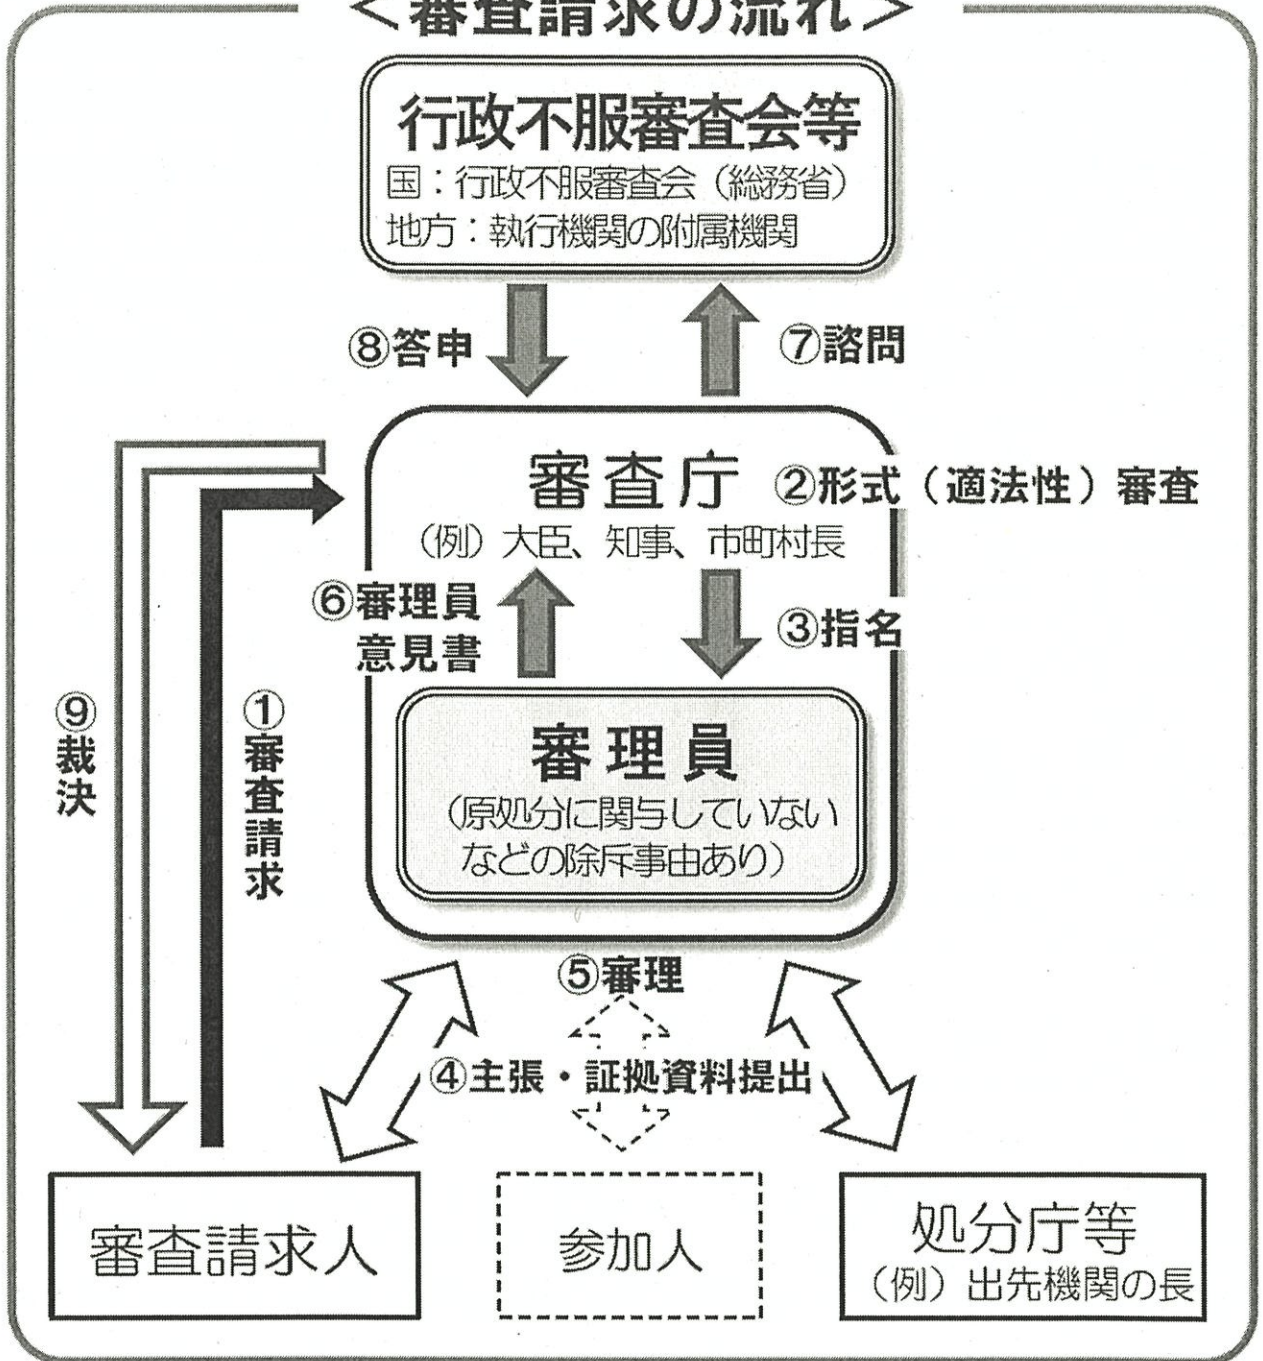 ＜審査請求の流れ＞
行政不服審査会等
国：行政不服審査会（総務省）
地方：執行機関の附属機関
⑧答申
⑦諮問
審査庁
②形式（適法性）審査
（例）大臣、知事、市町村長
⑥審理員
意見書
③指名
⑨裁決
①審査請求
審理員
（原処分に関与していない
などの除斥事由あり）
⑤審理
④主張・証拠資料提出
審査請求人
参加人
処分庁等
（例）出先機関の長